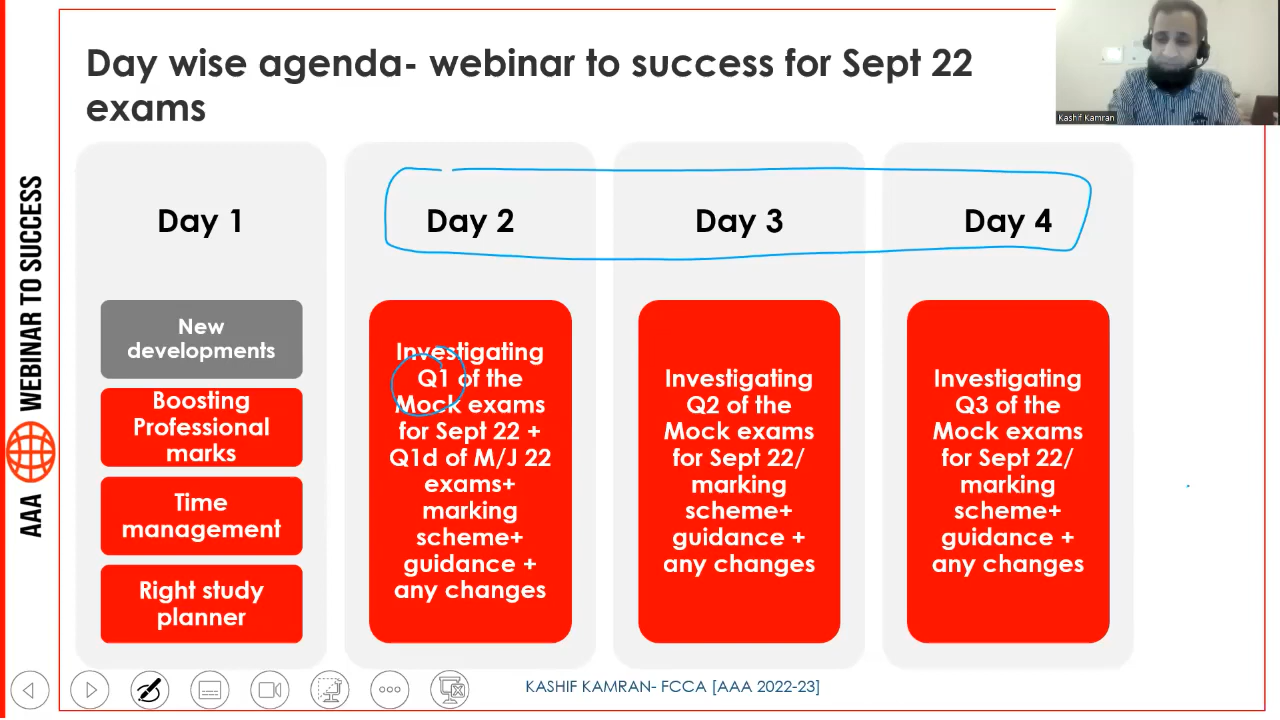 Day wise agenda- webinar to success for Sept 22
exams
Kashif Kamran
AAA WEBINAR TO SUCCESS
Day 1
New
developments
Boosting
Professional
marks
Time
management
Right study
planner
Day 2
Investigating
Q1 of the
Mock exams
for Sept 22 +
Q1d of M/J 22
exams+
marking
scheme+
guidance +
any changes
Day 3
Investigating
Q2 of the
Mock exams
for Sept 22/
marking
scheme+
guidance +
any changes
Day 4
Investigating
Q3 of the
Mock exams
for Sept 22/
marking
scheme+
guidance +
any changes
KASHIF KAMRAN- FCCA [AAA 2022-23]